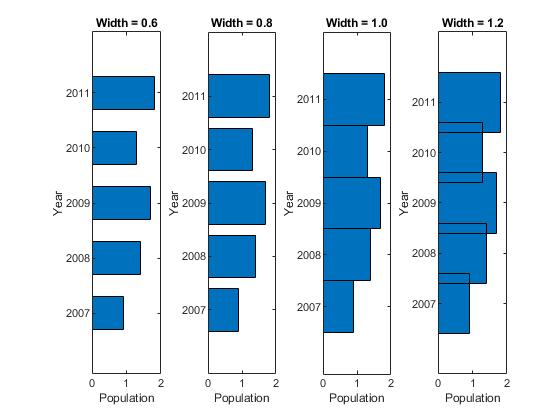 Width = 0.6
Year
2011
2010
2009
2008
2007
0 1 2
Population
Width = 0.8
Year
2011
2010
2009
2008
2007
0 1 2
Population
Width = 1.0
Year
2011
2010
2009
2008
2007
0 1 2
Population
Width = 1.2
Year
2011
2010
2009
2008
2007
0 1 2
Population